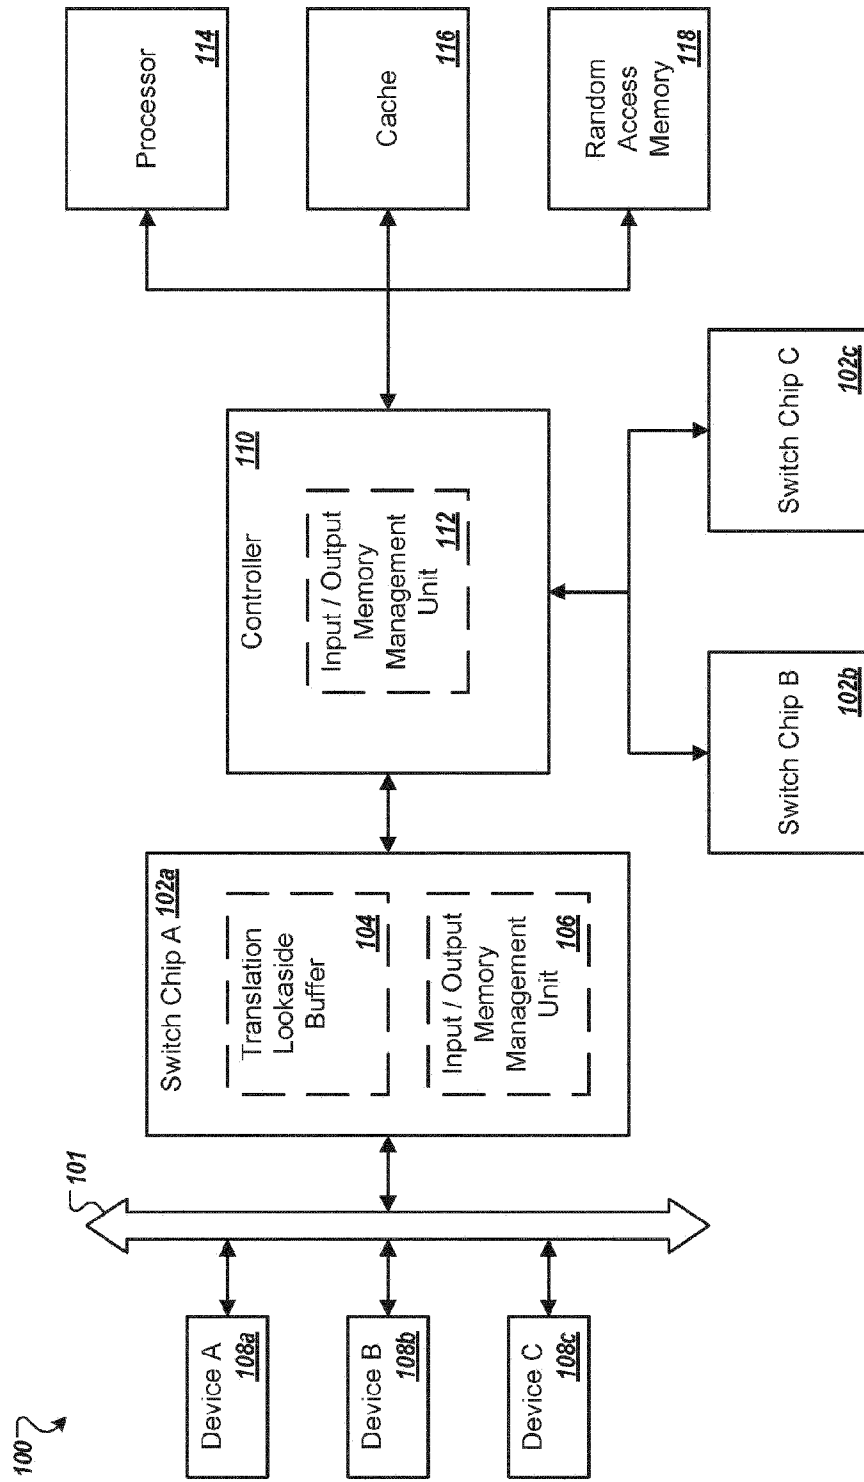 100
Device A
108a
Device B
108b
Device C
108c
101
Switch Chip A
102a
Translation
Lookaside
Buffer
104
Input / Output
Memory
Management
Unit
106
Controller
110
Input / Output
Memory
Management
Unit
112
Switch Chip B
102b
Switch Chip C
102c
Processor
114
Cache
116
Random
Access
Memory
118